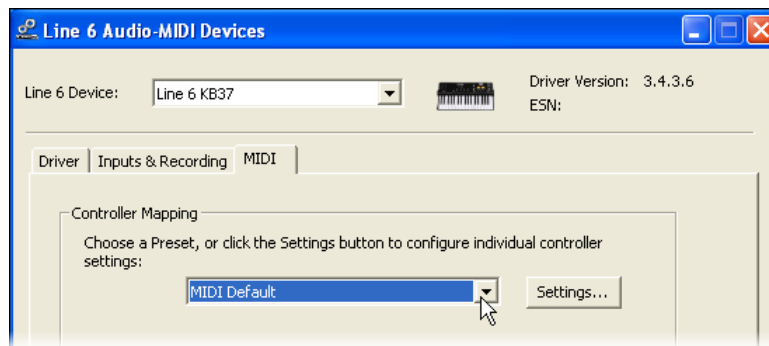 Line 6 Audio-MIDI Devices
Line 6 Device:
Line 6 KB37
Driver Version: 3.4.3.6
ESN:
Driver
Inputs & Recording
MIDI
Controller Mapping
Choose a Preset, or click the Settings button to configure individual controller
settings:
MIDI Default
Settings...